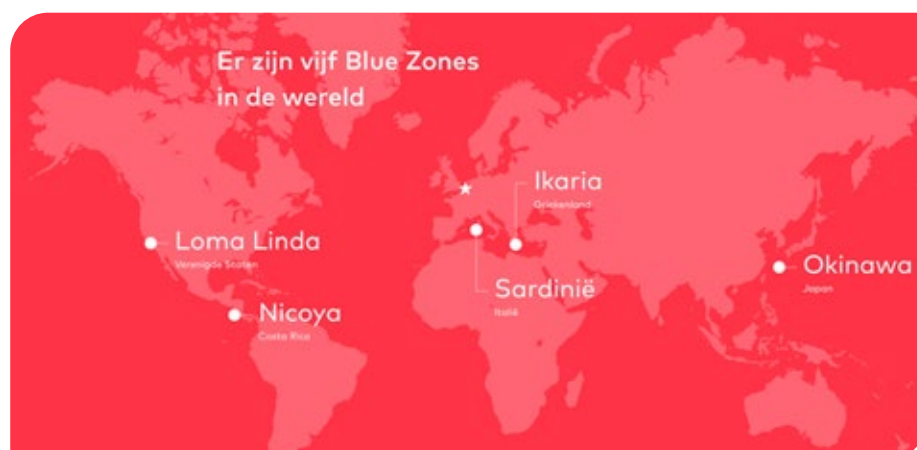 Er zijn vijf Blue Zones
in de wereld
Ikaria
Griekenland
Loma Linda
Verenigde Staten
Okinawa
Japan
Sardinië
Italië
Nicoya
Costa Rica